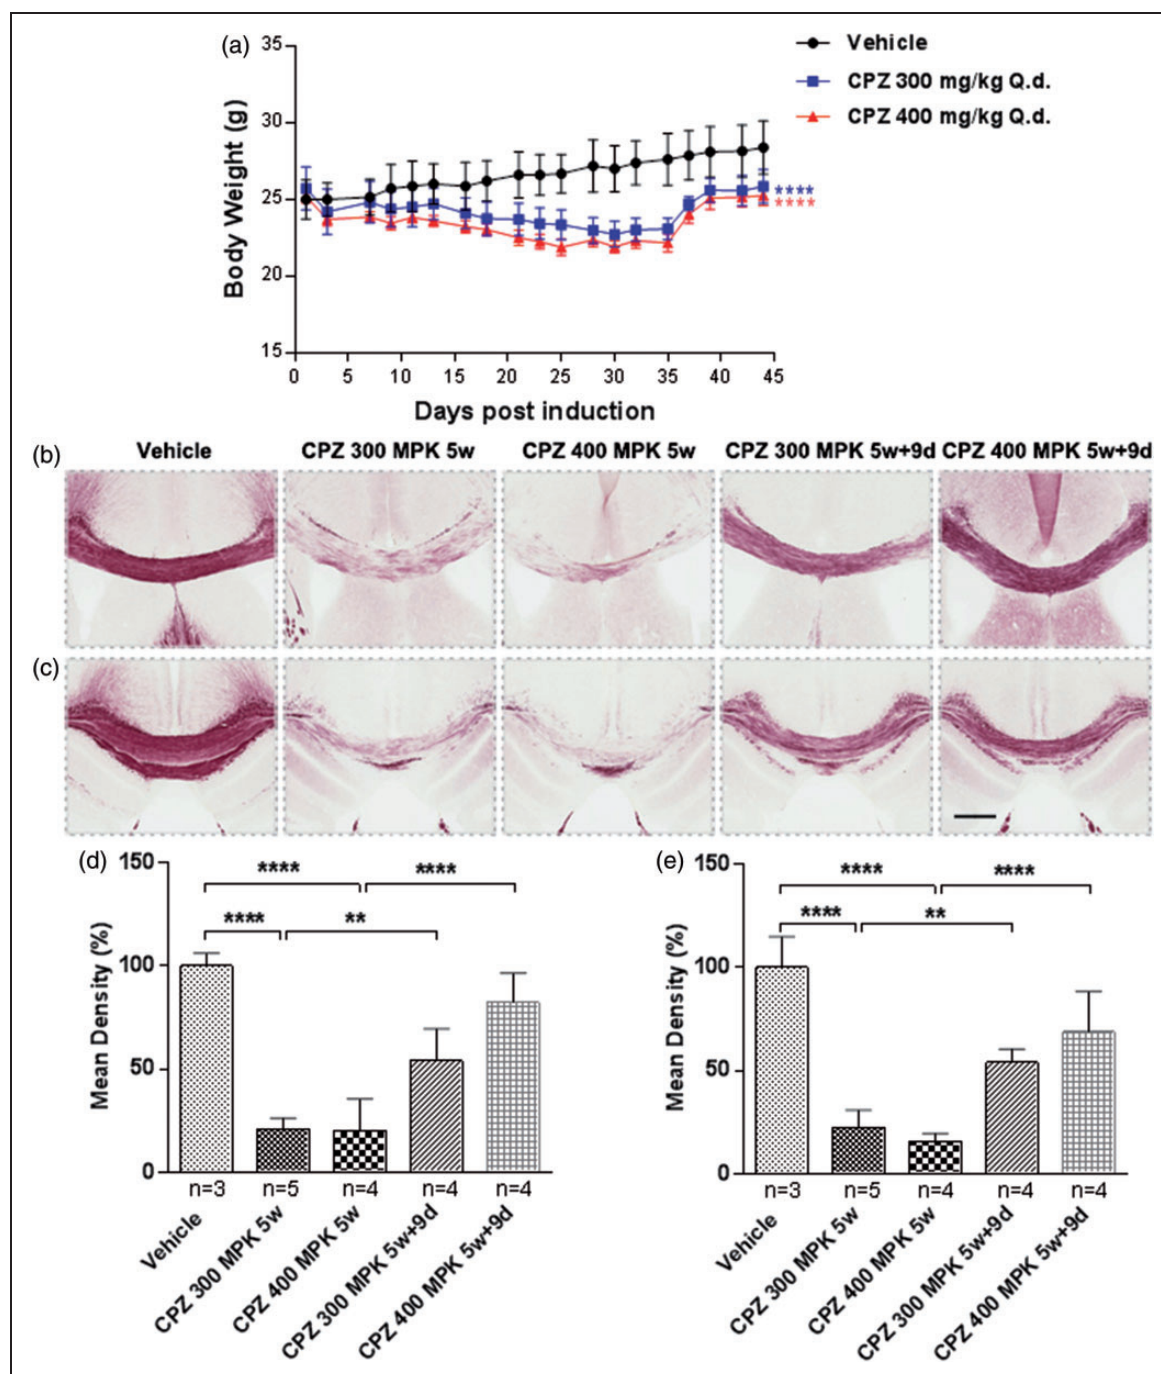 (a)
Body Weight (g)
35
30
25
20
15
0 5 10 15 20 25 30 35 40 45
Days post induction
Vehicle
CPZ 300 mg/kg Q.d.
CPZ 400 mg/kg Q.d.
****
****
(b)
Vehicle CPZ 300 MPK 5w CPZ 400 MPK 5w CPZ 300 MPK 5w+9d CPZ 400 MPK 5w+9d
(c)
(d)
Mean Density (%)
150
100
50
0
**** ****
**** **
n=3 n=5 n=4 n=4 n=4
Vehicle
CPZ 300 MPK 5w
CPZ 400 MPK 5w
CPZ 300 MPK 5w+9d
CPZ 400 MPK 5w+9d
(e)
Mean Density (%)
150
100
50
0
**** ****
**** **
n=3 n=5 n=4 n=4 n=4
Vehicle
CPZ 300 MPK 5w
CPZ 400 MPK 5w
CPZ 300 MPK 5w+9d
CPZ 400 MPK 5w+9d